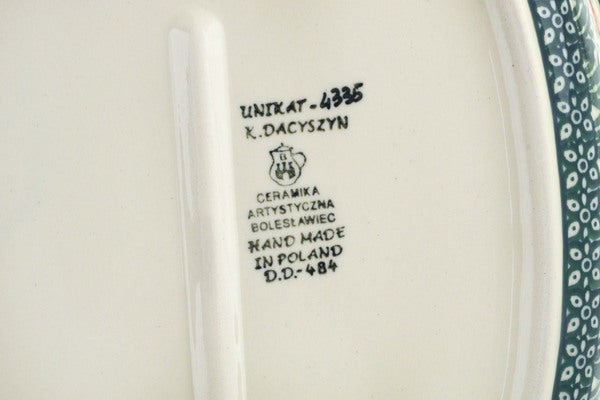 UNIKAT-4335
K.DACYSZYN
B
CERAMIKA
ARTYSTYCZNA
BOLESŁAWIEC
HAND MADE
IN POLAND
D.D.-484